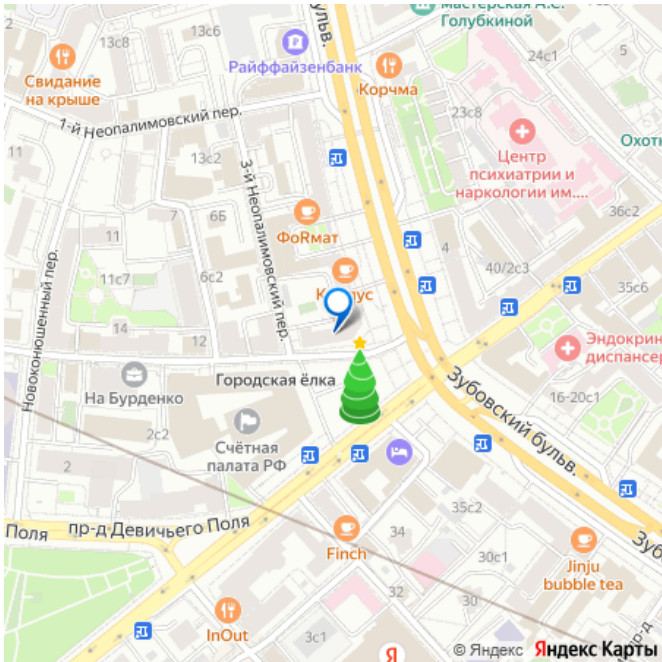 Мастерская А.С.
Голубкиной
бульв.
13с8
13с6
Райффайзенбанк
24с1
5
Свидание
на крыше
Корчма
23с8
1-й Неопалимовский пер.
Охотн
Центр
психиатрии и
наркологии им....
11
13с2
3-й Неопалимовский пер.
7
6Б
36с2
ФоRмат
11
4
Новоконюшенный пер.
11с7
6с2
40/2с3
35с6
14
12
Эндокрин
диспансер
Городская ёлка
На Бурденко
Зубовский бульв.
16-20с1
2с2
Счётная
палата РФ
2
35с2
Поля
пр-д Девичьего Поля
34
Finch
30с1
Зубо
Jinju
bubble tea
32
30
InOut
3с1
Я
© Яндекс Яндекс Карты